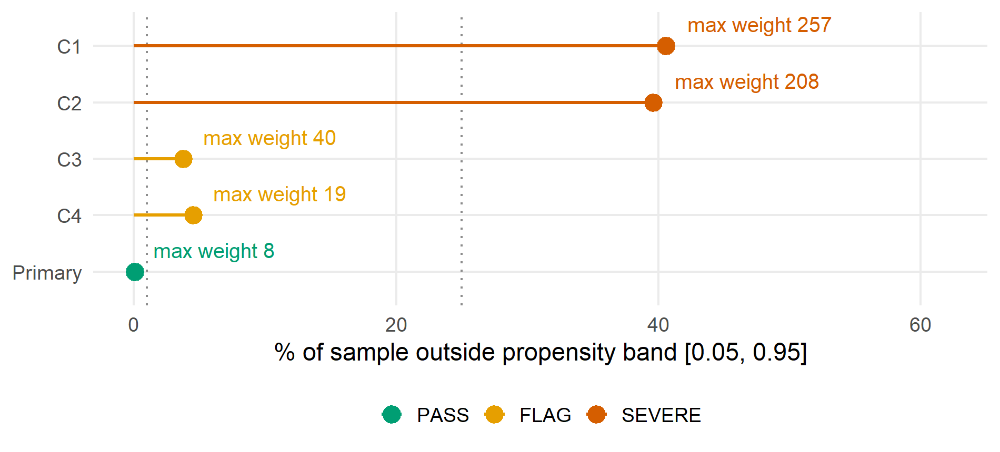 max weight 257
C1
max weight 208
C2
max weight 40
C3
max weight 19
C4
max weight 8
Primary
0 20 40 60
% of sample outside propensity band [0.05, 0.95]
PASS FLAG SEVERE